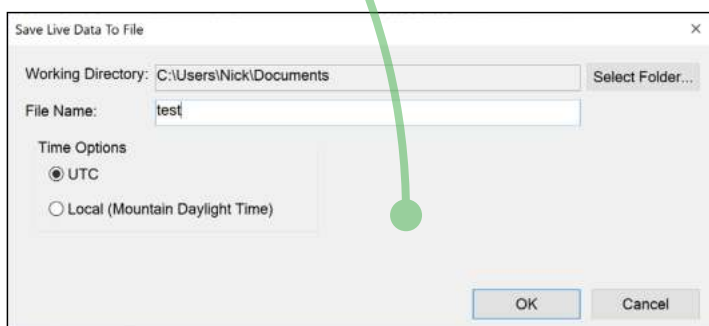 Save Live Data To File
Working Directory: C:\Users\Nick\Documents Select Folder...
File Name: test
Time Options
UTC
Local (Mountain Daylight Time)
OK Cancel